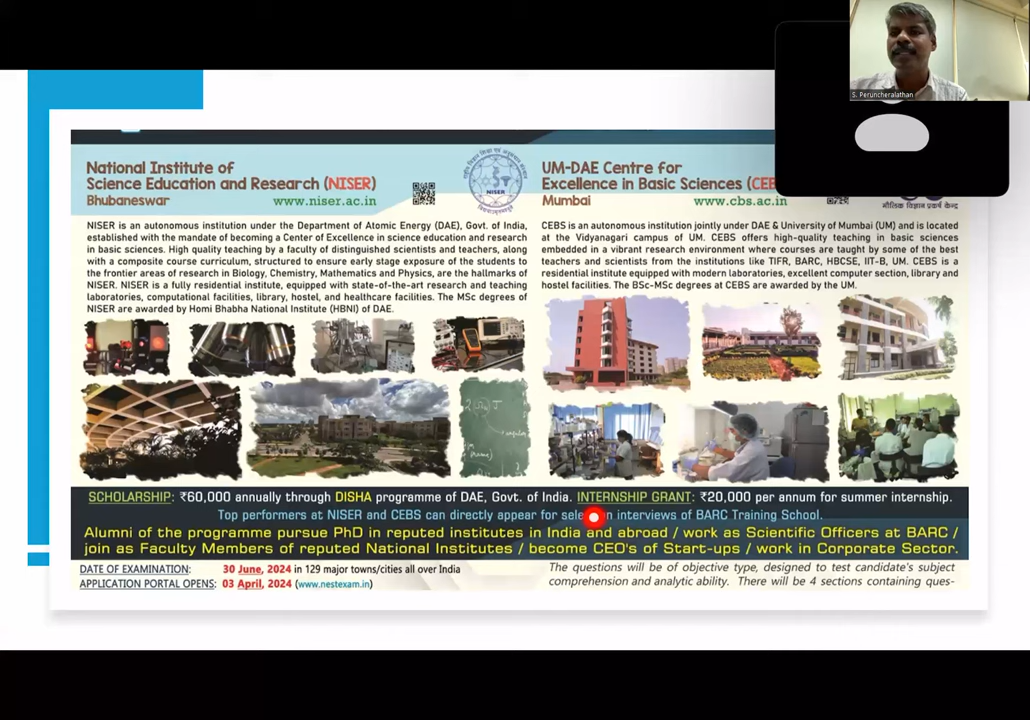 S. Peruncheralathan
National Institute of
Science Education and Research (NISER)
Bhubaneswar
www.niser.ac.in
NISER
NISER is an autonomous institution under the Department of Atomic Energy (DAE), Govt. of India,
established with the mandate of becoming a Center of Excellence in science education and research
in basic sciences. High quality teaching by a faculty of distinguished scientists and teachers, along
with a composite course curriculum, structured to ensure early stage exposure of the students to
the frontier areas of research in Biology, Chemistry, Mathematics and Physics, are the hallmarks of
NISER. NISER is a fully residential institute, equipped with state-of-the-art research and teaching
laboratories, computational facilities, library, hostel, and healthcare facilities. The MSc degrees of
NISER are awarded by Homi Bhabha National Institute (HBNI) of DAE.
UM-DAE Centre for
Excellence in Basic Sciences (CEB
Mumbai
www.cbs.ac.in
मौलिक विज्ञान प्रकर्ष केन्द्र
CEBS is an autonomous institution jointly under DAE & University of Mumbai (UM) and is located
at the Vidyanagari campus of UM. CEBS offers high-quality teaching in basic sciences
embedded in a vibrant research environment where courses are taught by some of the best
teachers and scientists from the institutions like TIFR, BARC, HBCSE, IIT-B, UM. CEBS is a
residential institute equipped with modern laboratories, excellent computer section, library and
hostel facilities. The BSc-MSc degrees at CEBS are awarded by the UM.
SCHOLARSHIP: ₹60,000 annually through DISHA programme of DAE, Govt. of India. INTERNSHIP GRANT: ₹20,000 per annum for summer internship.
Top performers at NISER and CEBS can directly appear for sele n interviews of BARC Training School.
Alumni of the programme pursue PhD in reputed institutes in India and abroad / work as Scientific Officers at BARC /
join as Faculty Members of reputed National Institutes / become CEO's of Start-ups / work in Corporate Sector.
DATE OF EXAMINATION: 30 June, 2024 in 129 major towns/cities all over India
APPLICATION PORTAL OPENS: 03 April, 2024 (www.nestexam.in)
The questions will be of objective type, designed to test candidate's subject
comprehension and analytic ability. There will be 4 sections containing ques-